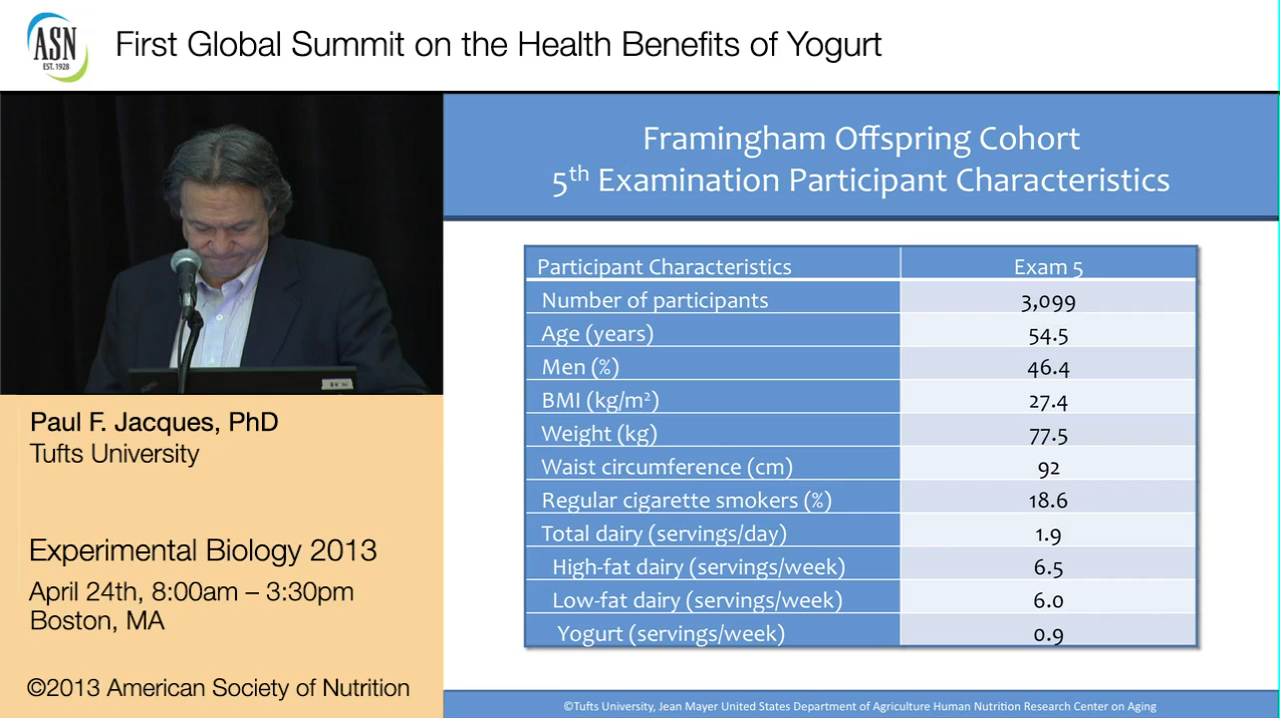 ASN
EST. 1928
First Global Summit on the Health Benefits of Yogurt
Paul F. Jacques, PhD
Tufts University
Experimental Biology 2013
April 24th, 8:00am – 3:30pm
Boston, MA
©2013 American Society of Nutrition
Framingham Offspring Cohort
5th Examination Participant Characteristics
Participant Characteristics Exam 5
Number of participants 3,099
Age (years) 54.5
Men (%) 46.4
BMI (kg/m²) 27.4
Weight (kg) 77.5
Waist circumference (cm) 92
Regular cigarette smokers (%) 18.6
Total dairy (servings/day) 1.9
High-fat dairy (servings/week) 6.5
Low-fat dairy (servings/week) 6.0
Yogurt (servings/week) 0.9
©Tufts University, Jean Mayer United States Department of Agriculture Human Nutrition Research Center on Aging